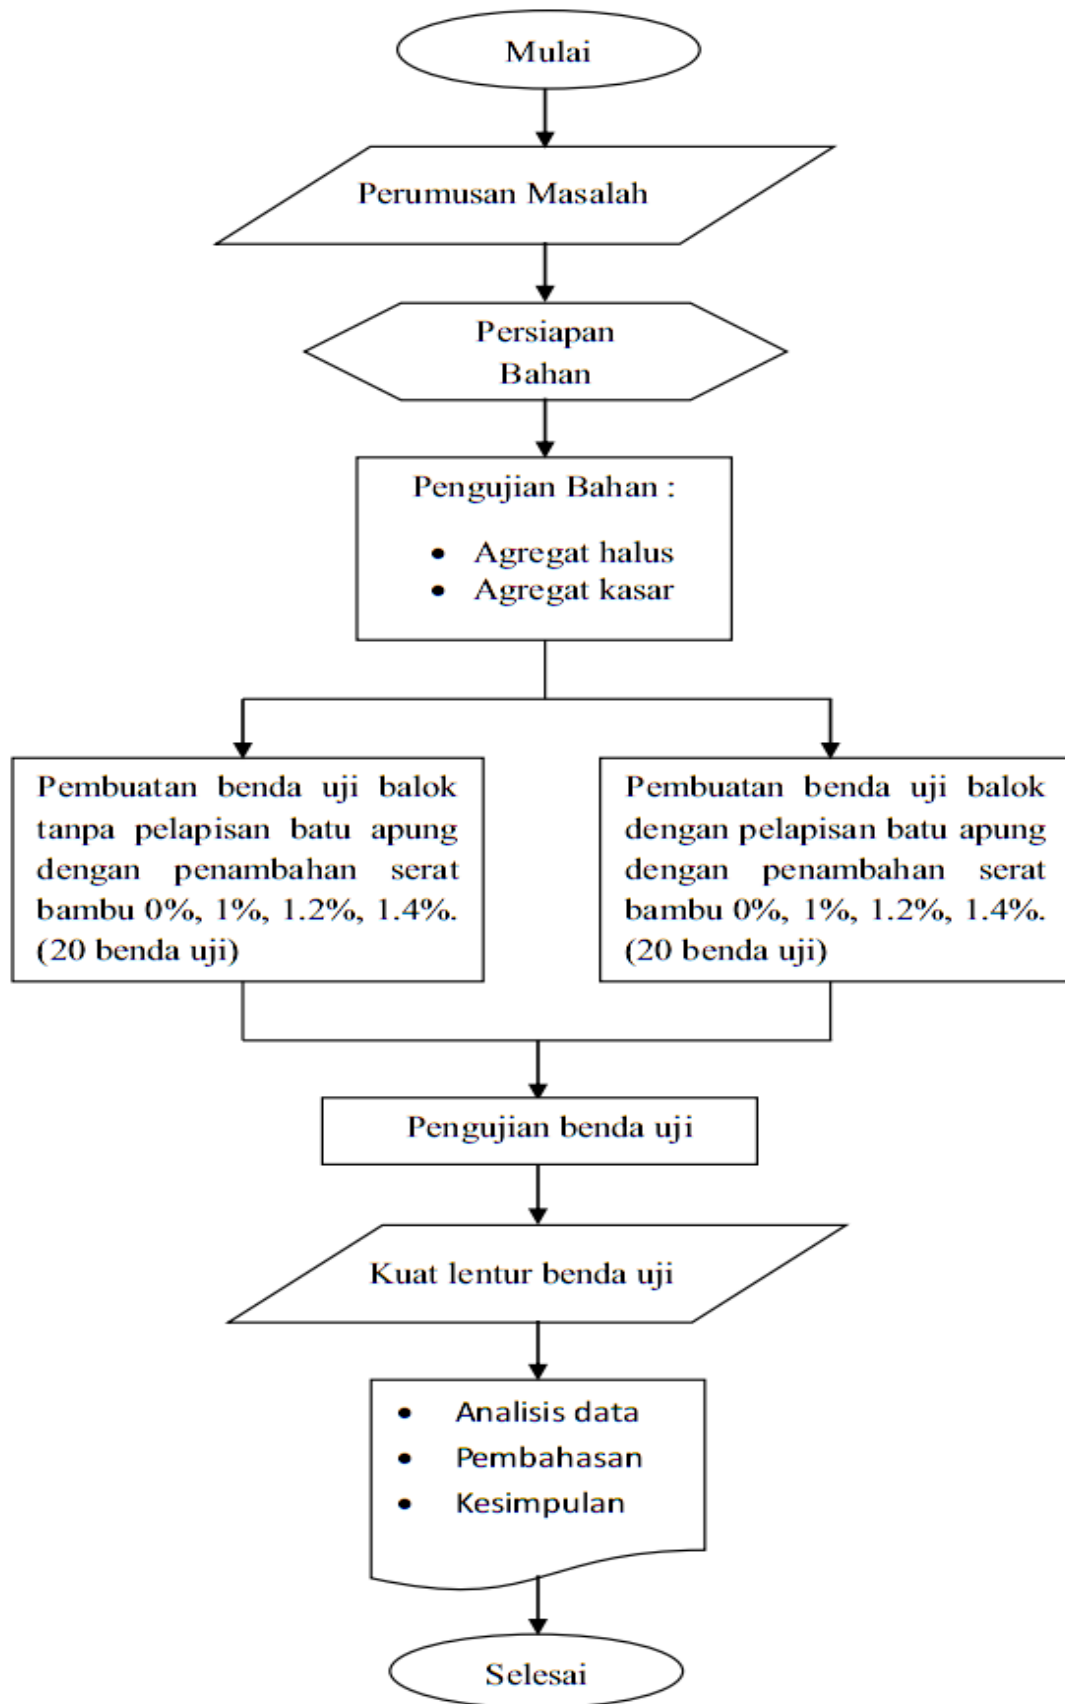 Mulai
Perumusan Masalah
Persiapan
Bahan
Pengujian Bahan :
• Agregat halus
• Agregat kasar
Pembuatan benda uji balok
tanpa pelapisan batu apung
dengan penambahan serat
bambu 0%, 1%, 1.2%, 1.4%.
(20 benda uji)
Pembuatan benda uji balok
dengan pelapisan batu apung
dengan penambahan serat
bambu 0%, 1%, 1.2%, 1.4%.
(20 benda uji)
Pengujian benda uji
Kuat lentur benda uji
• Analisis data
• Pembahasan
• Kesimpulan
Selesai